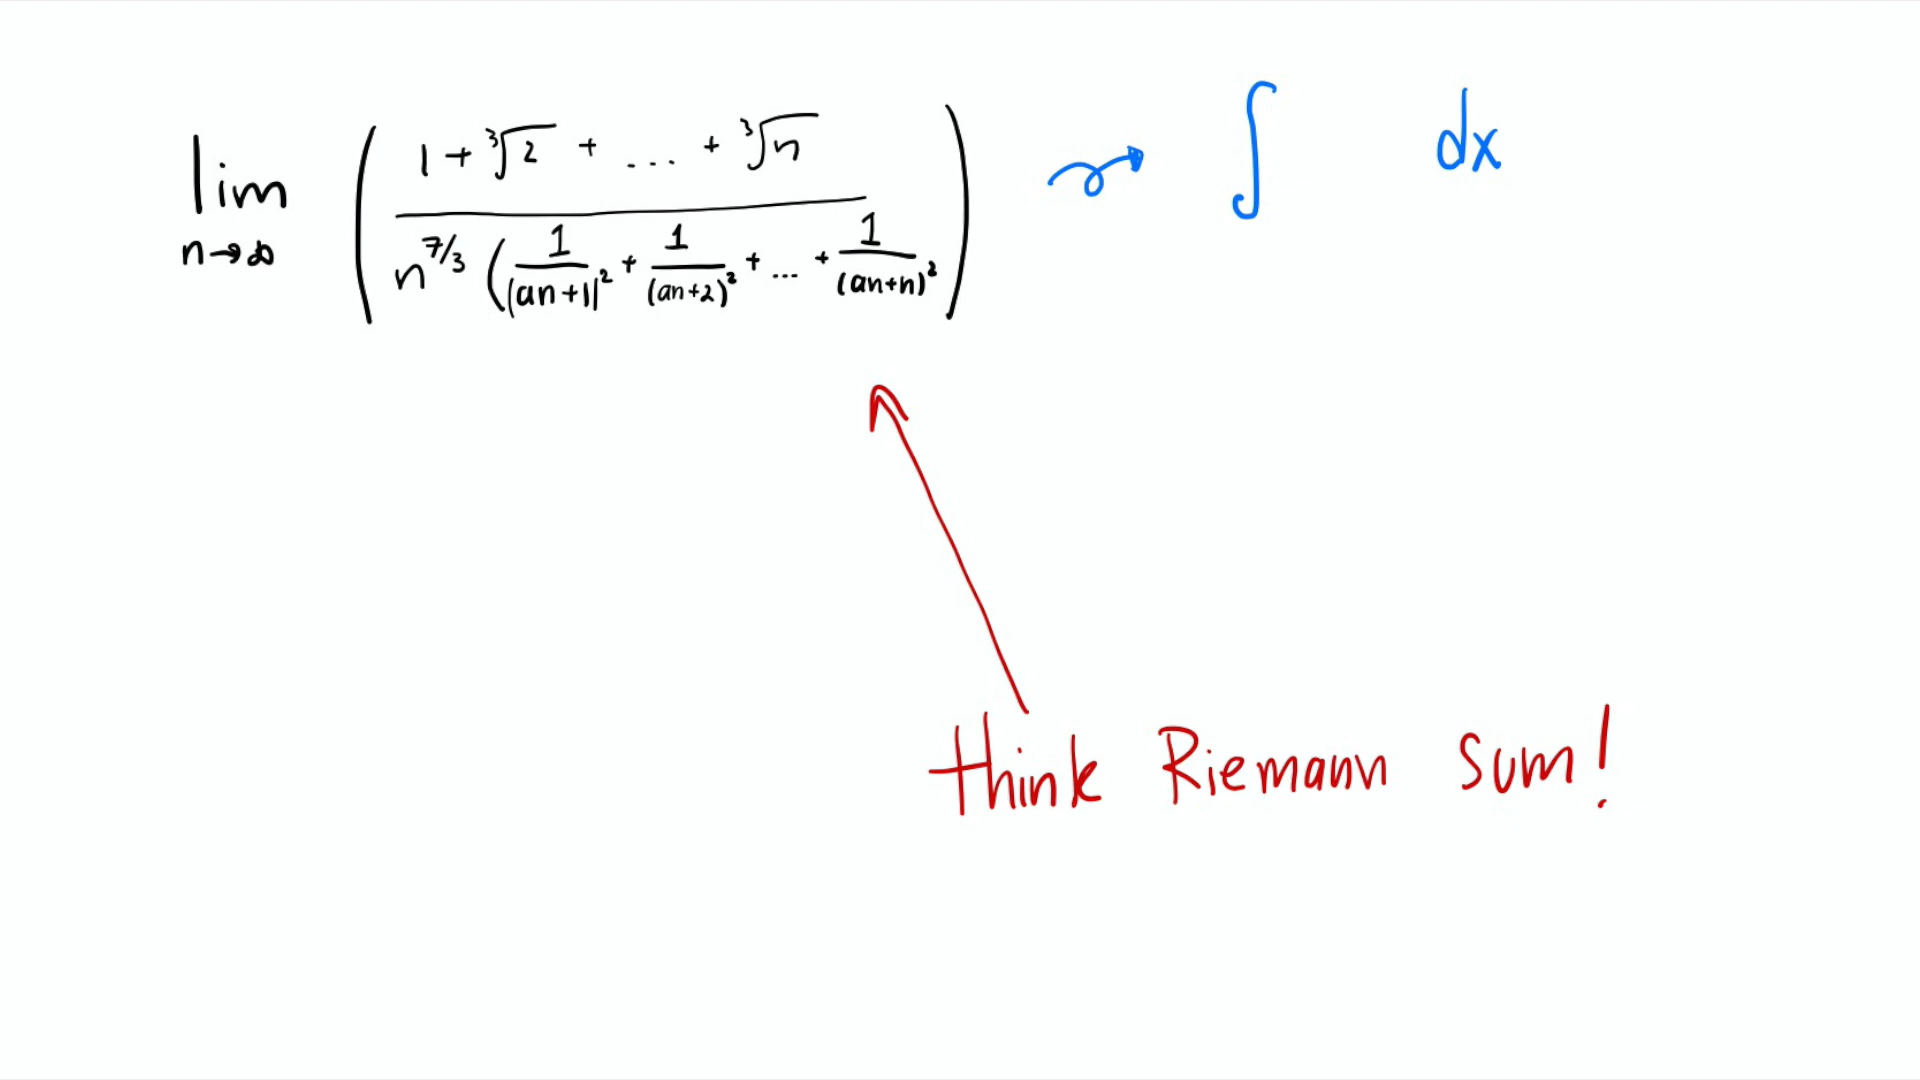 lim n→∞ ( (1 + ∛2 + ... + ∛n) / (n^{7/3} (1/(an+1)² + 1/(an+2)² + ... + 1/(an+n)²) ) ⤳ ∫ dx
think Riemann sum!